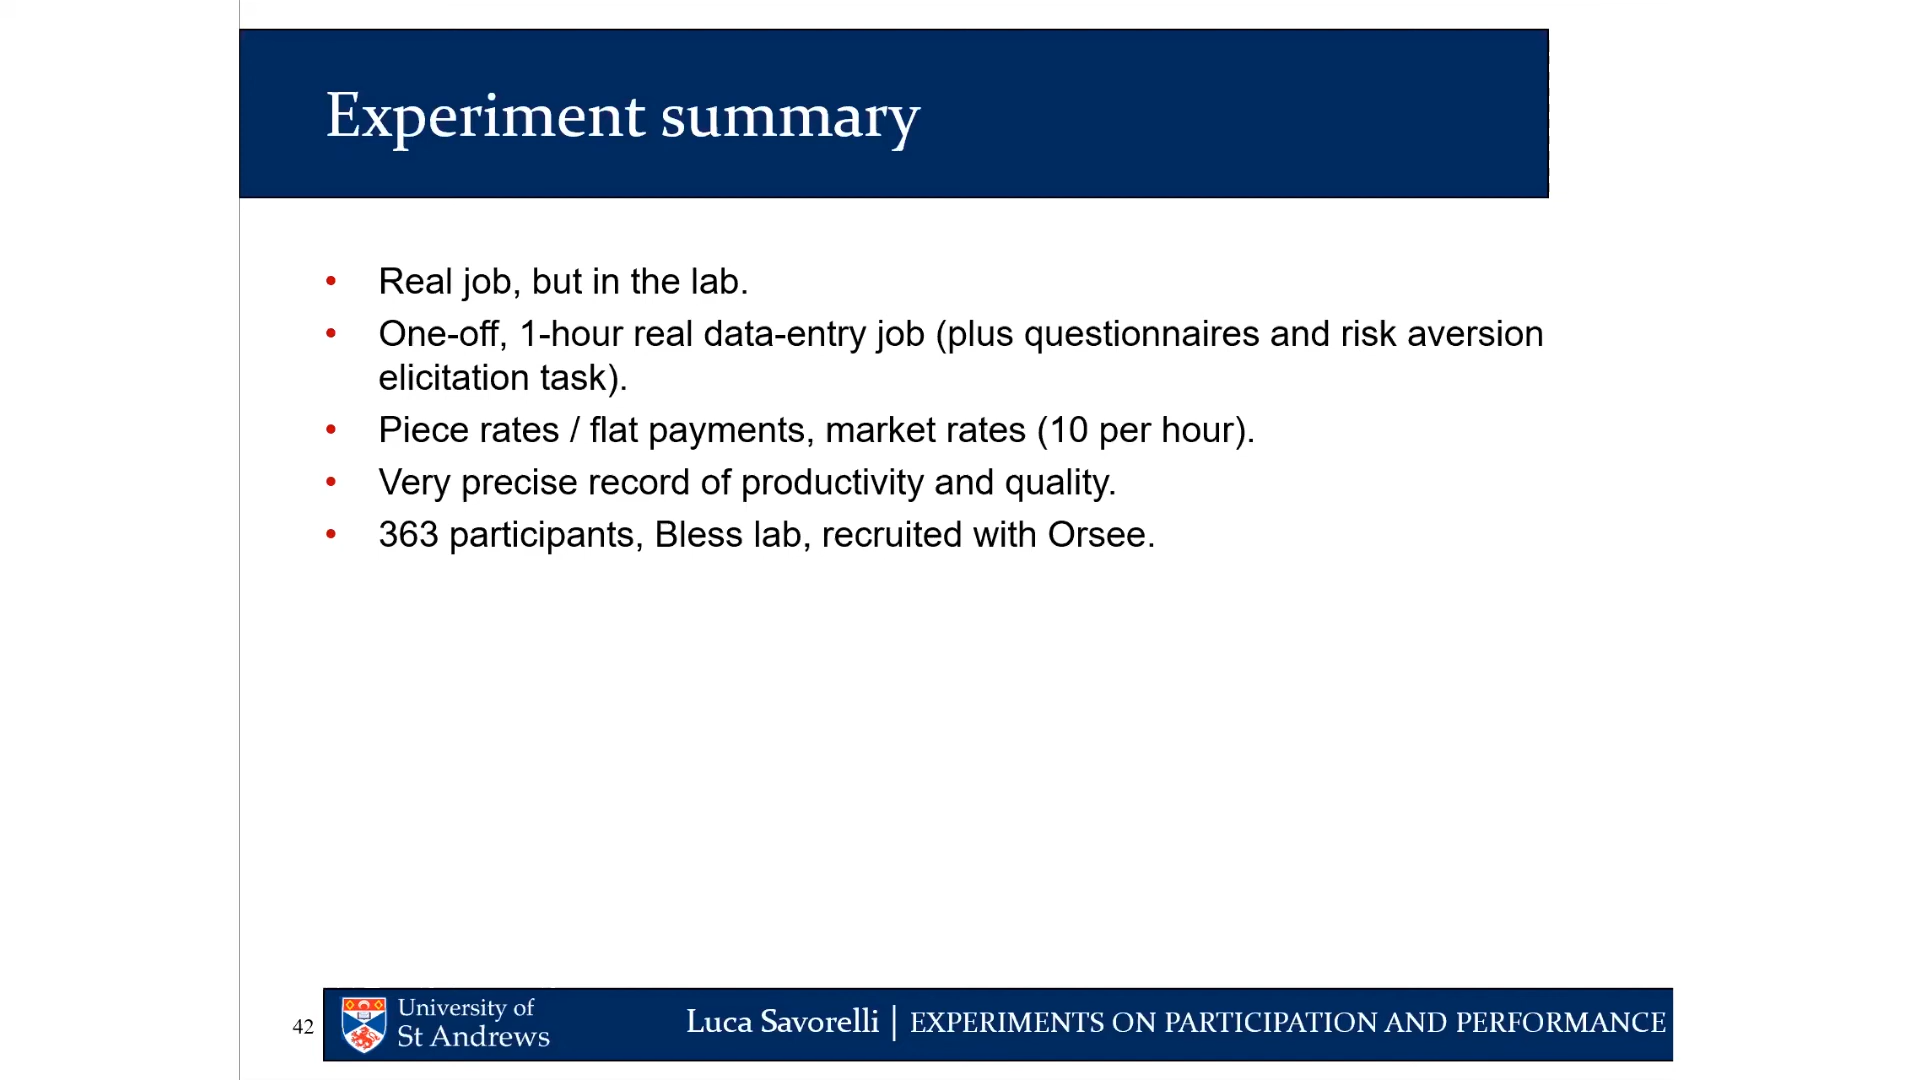 Experiment summary
• Real job, but in the lab.
• One-off, 1-hour real data-entry job (plus questionnaires and risk aversion
elicitation task).
• Piece rates / flat payments, market rates (10 per hour).
• Very precise record of productivity and quality.
• 363 participants, Bless lab, recruited with Orsee.
42
University of
St Andrews
Luca Savorelli | EXPERIMENTS ON PARTICIPATION AND PERFORMANCE